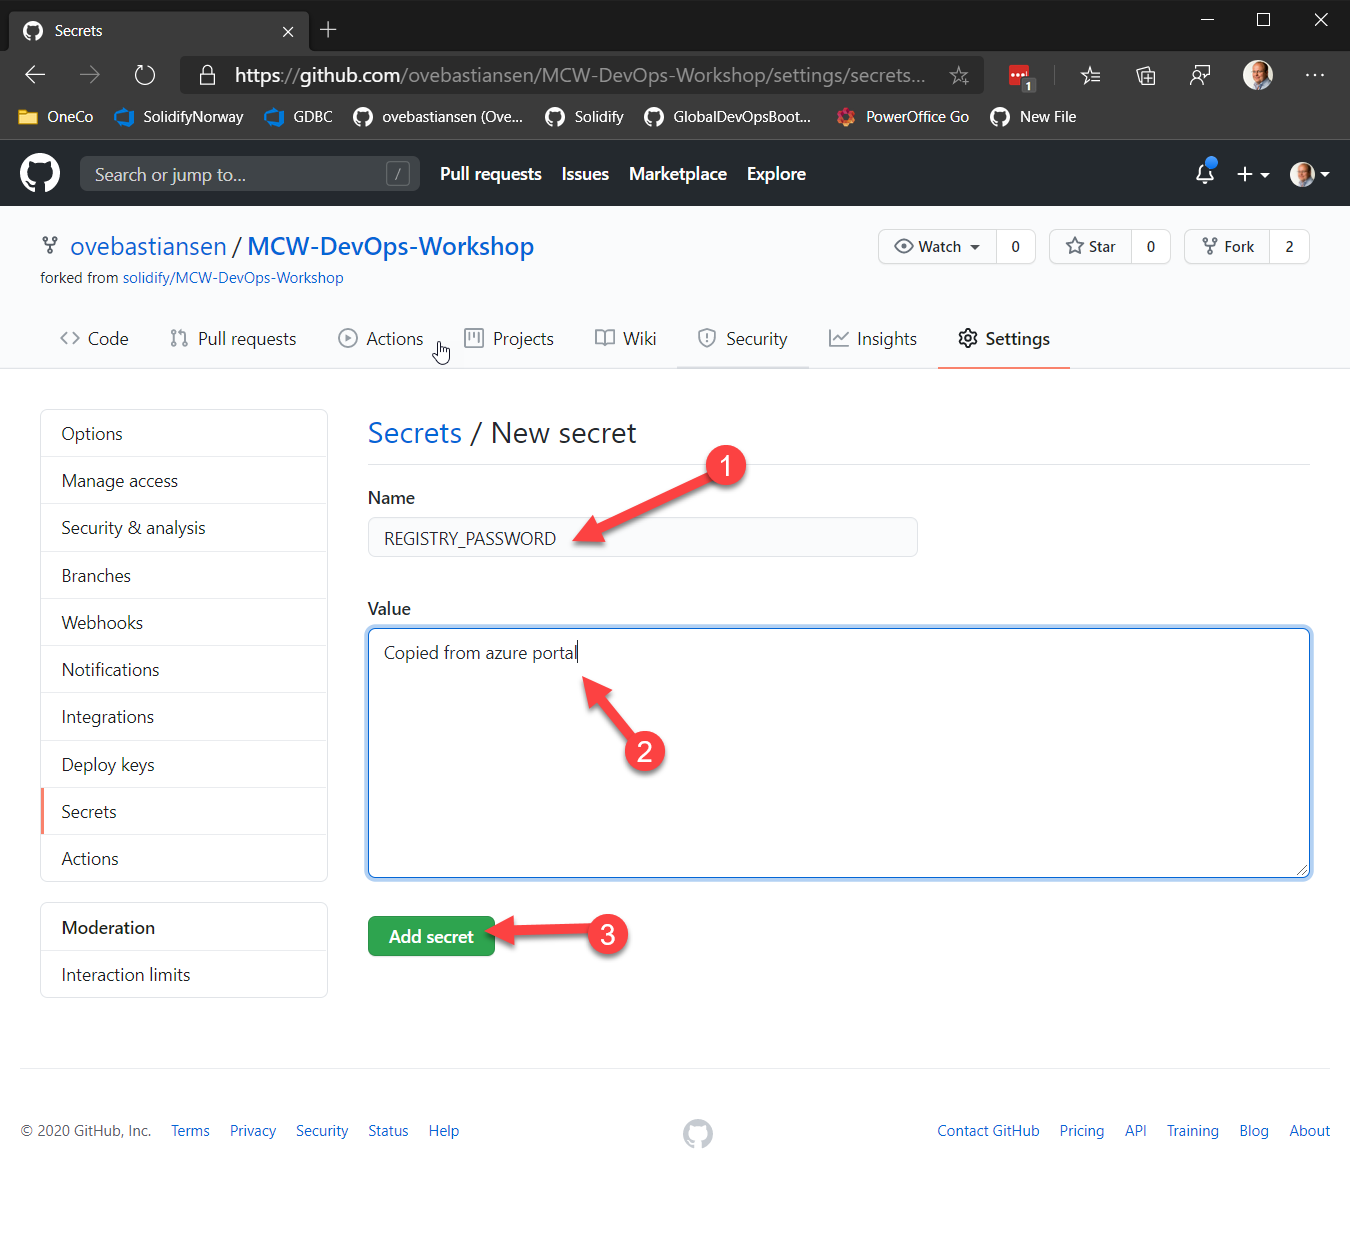 Secrets
https://github.com/ovebastiansen/MCW-DevOps-Workshop/settings/secrets...
1
OneCo SolidifyNorway GDBC ovebastiansen (Ove... Solidify GlobalDevOpsBoot... PowerOffice Go New File
Search or jump to... / Pull requests Issues Marketplace Explore
ovebastiansen / MCW-DevOps-Workshop Watch 0 Star 0 Fork 2
forked from solidify/MCW-DevOps-Workshop
Code Pull requests Actions Projects Wiki Security Insights Settings
Options
Manage access
Security & analysis
Branches
Webhooks
Notifications
Integrations
Deploy keys
Secrets
Actions
Moderation
Interaction limits
Secrets / New secret
1
Name
REGISTRY_PASSWORD
Value
Copied from azure portal
2
Add secret 3
© 2020 GitHub, Inc. Terms Privacy Security Status Help Contact GitHub Pricing API Training Blog About